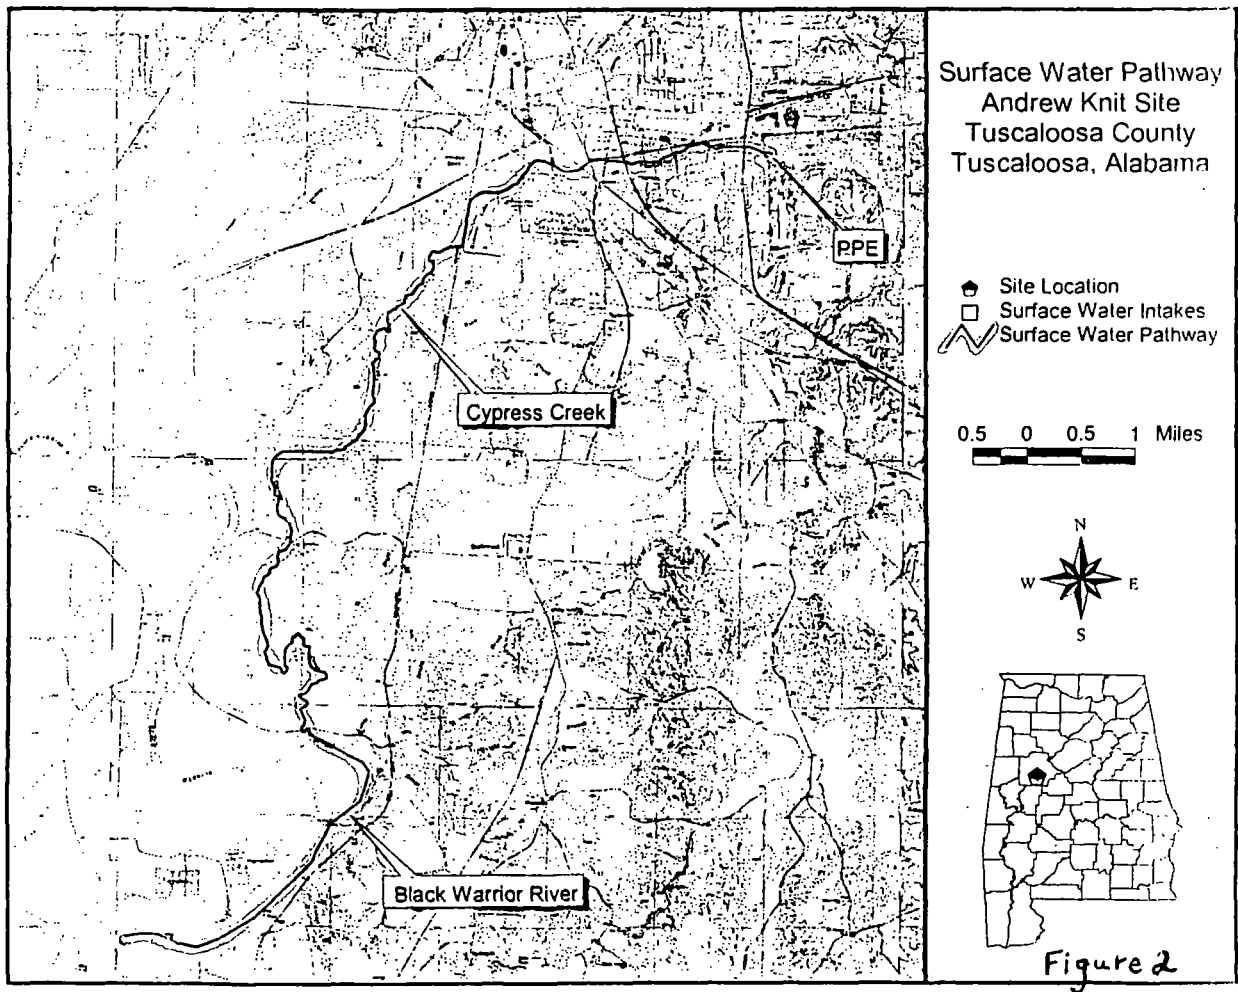 Surface Water Pathway
Andrew Knit Site
Tuscaloosa County
Tuscaloosa, Alabama
PPE
Site Location
Surface Water Intakes
Surface Water Pathway
Cypress Creek
0.5 0 0.5 1 Miles
N
W E
S
Black Warrior River
Figure 2